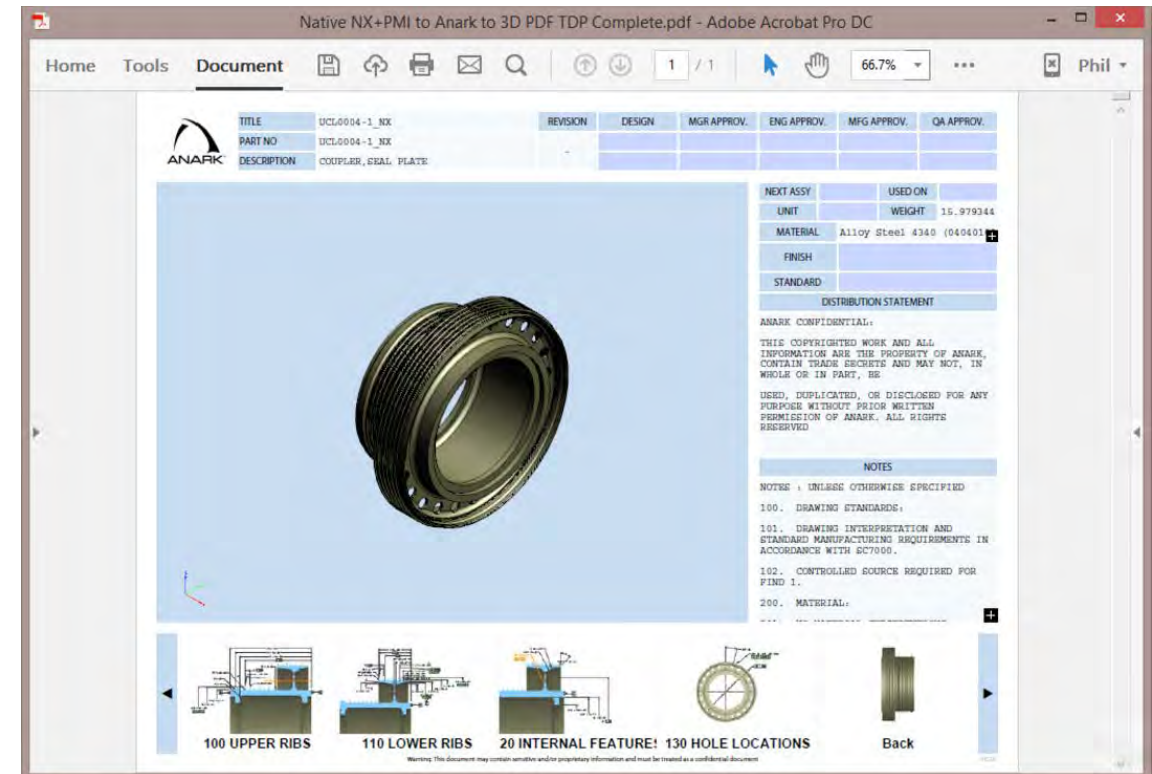 Native NX+PMI to Anark to 3D PDF TDP Complete.pdf - Adobe Acrobat Pro DC
Home Tools Document 1 / 1 66.7% Phil
ANARK
TITLE UCL0004-1_NX REVISION DESIGN MGR APPROV. ENG APPROV. MFG APPROV. QA APPROV.
PART NO UCL0004-1_NX -
DESCRIPTION COUPLER,SEAL PLATE
NEXT ASSY USED ON
UNIT WEIGHT 15.979344
MATERIAL Alloy Steel 4340 (040401
FINISH
STANDARD
DISTRIBUTION STATEMENT
ANARK CONFIDENTIAL:
THIS COPYRIGHTED WORK AND ALL
INFORMATION ARE THE PROPERTY OF ANARK,
CONTAIN TRADE SECRETS AND MAY NOT, IN
WHOLE OR IN PART, BE
USED, DUPLICATED, OR DISCLOSED FOR ANY
PURPOSE WITHOUT PRIOR WRITTEN
PERMISSION OF ANARK. ALL RIGHTS
RESERVED
NOTES
NOTES : UNLESS OTHERWISE SPECIFIED
100. DRAWING STANDARDS:
101. DRAWING INTERPRETATION AND
STANDARD MANUFACTURING REQUIREMENTS IN
ACCORDANCE WITH SC7000.
102. CONTROLLED SOURCE REQUIRED FOR
FIND 1.
200. MATERIAL:
100 UPPER RIBS 110 LOWER RIBS 20 INTERNAL FEATURE: 130 HOLE LOCATIONS Back
Warning: This document may contain sensitive and/or proprietary information and must be treated as a confidential document